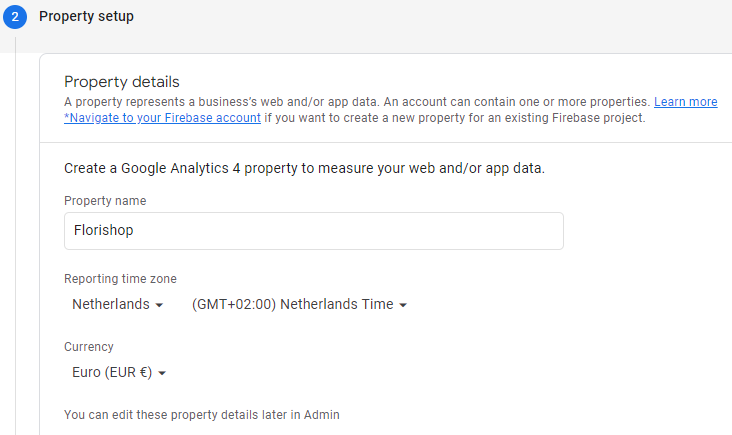 2 Property setup
Property details
A property represents a business's web and/or app data. An account can contain one or more properties. Learn more
*Navigate to your Firebase account if you want to create a new property for an existing Firebase project.
Create a Google Analytics 4 property to measure your web and/or app data.
Property name
Florishop
Reporting time zone
Netherlands (GMT+02:00) Netherlands Time
Currency
Euro (EUR €)
You can edit these property details later in Admin